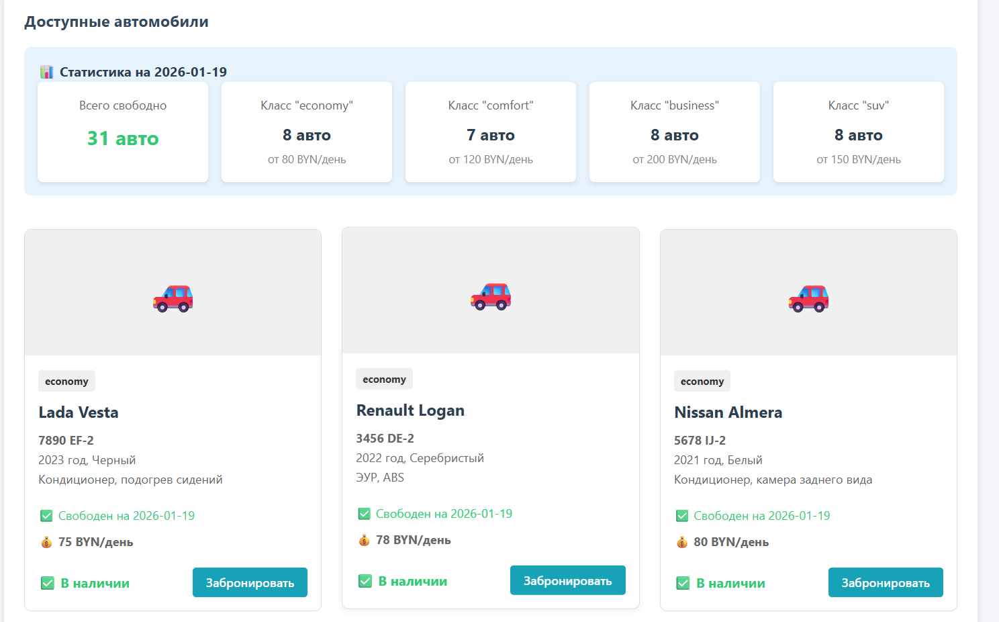 Доступные автомобили
Статистика на 2026-01-19
Всего свободно
31 авто
Класс "economy"
8 авто
от 80 BYN/день
Класс "comfort"
7 авто
от 120 BYN/день
Класс "business"
8 авто
от 200 BYN/день
Класс "suv"
8 авто
от 150 BYN/день
economy
Lada Vesta
7890 EF-2
2023 год, Черный
Кондиционер, подогрев сидений
Свободен на 2026-01-19
75 BYN/день
В наличии
Забронировать
economy
Renault Logan
3456 DE-2
2022 год, Серебристый
ЭУР, ABS
Свободен на 2026-01-19
78 BYN/день
В наличии
Забронировать
economy
Nissan Almera
5678 IJ-2
2021 год, Белый
Кондиционер, камера заднего вида
Свободен на 2026-01-19
80 BYN/день
В наличии
Забронировать